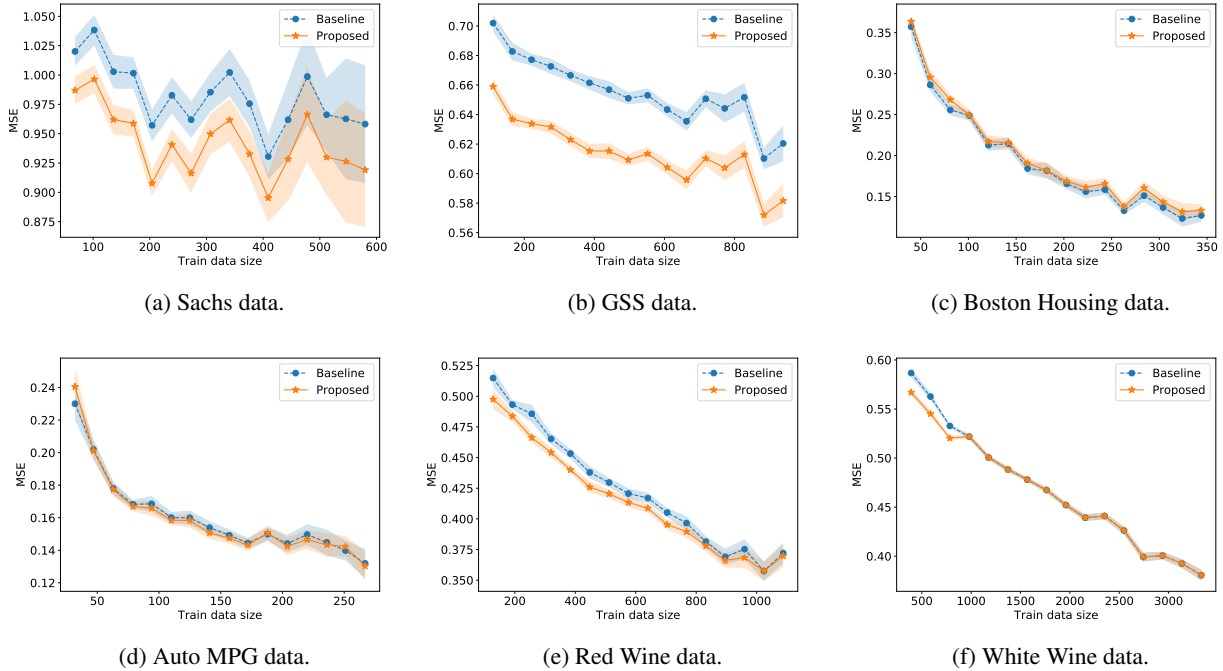 1.050
1.025
1.000
0.975
0.950
0.925
0.900
0.875
MSE
100 200 300 400 500 600
Train data size
Baseline
Proposed
(a) Sachs data.
0.70
0.68
0.66
0.64
0.62
0.60
0.58
0.56
MSE
200 400 600 800
Train data size
Baseline
Proposed
(b) GSS data.
0.35
0.30
0.25
0.20
0.15
MSE
50 100 150 200 250 300 350
Train data size
Baseline
Proposed
(c) Boston Housing data.
0.24
0.22
0.20
0.18
0.16
0.14
0.12
MSE
50 100 150 200 250
Train data size
Baseline
Proposed
(d) Auto MPG data.
0.525
0.500
0.475
0.450
0.425
0.400
0.375
0.350
MSE
200 400 600 800 1000
Train data size
Baseline
Proposed
(e) Red Wine data.
0.60
0.55
0.50
0.45
0.40
MSE
500 1000 1500 2000 2500 3000
Train data size
Baseline
Proposed
(f) White Wine data.